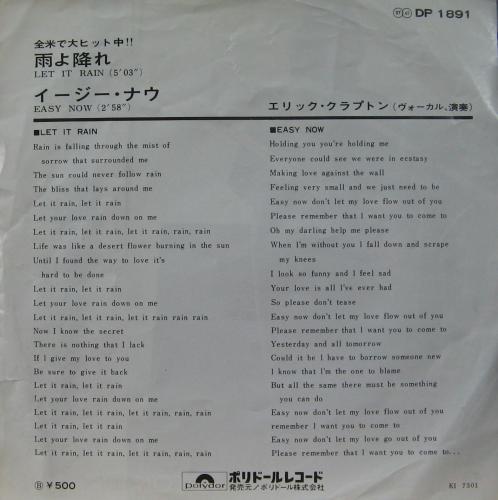 DP 1891
全米で大ヒット中!!
雨よ降れ
LET IT RAIN (5'03")
イージー・ナウ
EASY NOW (2'58")
エリック・クラプトン(ヴォーカル、演奏)
■LET IT RAIN
Rain is falling through the mist of
sorrow that surrounded me
The sun could never follow rain
The bliss that lays around me
Let it rain, let it rain
Let your love rain down on me
Let it rain, let it rain, let it rain, rain, rain
Life was like a desert flower burning in the sun
Until I found the way to love it's
hard to be done
Let it rain, let it rain
Let your love rain down on me
Let it rain, let it rain, let it rain rain rain
Now I know the secret
There is nothing that I lack
If I give my love to you
Be sure to give it back
Let it rain, let it rain
Let your love rain down on me
Let it rain, let it rain, let it rain, rain, rain
Let it rain, let it rain
Let your love rain down on me
Let it rain, let it rain, let it rain, rain, rain
■EASY NOW
Holding you you're holding me
Everyone could see we were in ecstasy
Making love against the wall
Feeling very small and we just need to be
Easy now don't let my love flow out of you
Please remember that I want you to come to
Oh my darling help me please
When I'm without you I fall down and scrape
my knees
I look so funny and I feel sad
Your love is all I've ever had
So please don't tease
Easy now don't let my love flow out of you
Please remember that I want you to come to
Yesterday and all tomorrow
Could it be I have to borrow someone new
I know that I'm the one to blame
But all the same there must be something
you can do
Easy now don't let my love flow out of you
remember I want you to come to
Easy now don't let my love go out of you
Please remember that I want you to come to...
Ⓑ ¥500
polydor
ポリドールレコード
発売元/ポリドール株式会社
KI 7301